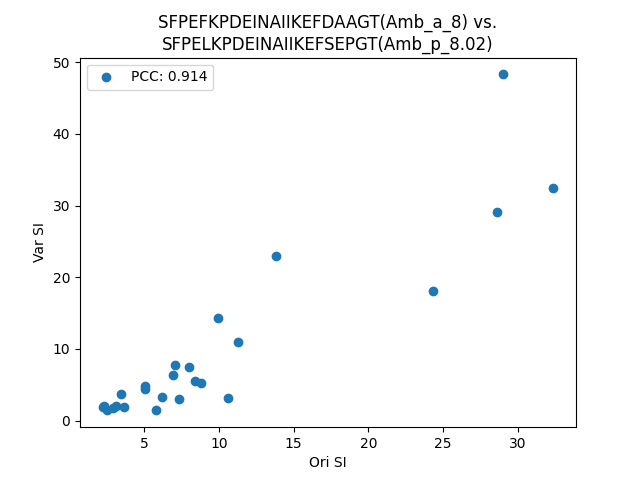 SFPEFKPDEINAIIKEFDAAGT(Amb_a_8) vs.
SFPELKPDEINAIIKEFSEPGT(Amb_p_8.02)
PCC: 0.914
50
40
30
20
10
0
Var SI
5
10
15
20
25
30
Ori SI